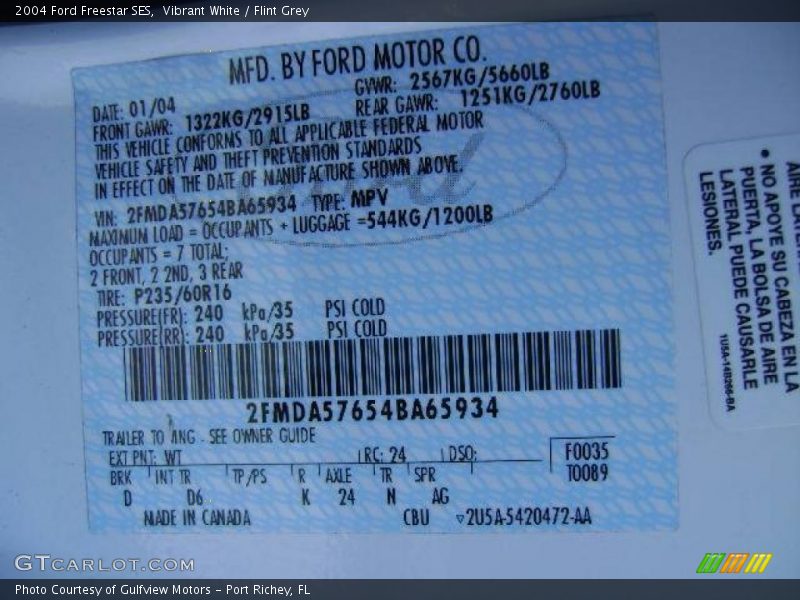 2004 Ford Freestar SES, Vibrant White / Flint Grey
MFD. BY FORD MOTOR CO.
DATE: 01/04 GVWR: 2567KG/5660LB
FRONT GAWR: 1322KG/2915LB REAR GAWR: 1251KG/2760LB
THIS VEHICLE CONFORMS TO ALL APPLICABLE FEDERAL MOTOR
VEHICLE SAFETY AND THEFT PREVENTION STANDARDS
IN EFFECT ON THE DATE OF MANUFACTURE SHOWN ABOVE.
VIN: 2FMDA57654BA65934 TYPE: MPV
MAXIMUM LOAD = OCCUPANTS + LUGGAGE =544KG/1200LB
OCCUPANTS = 7 TOTAL;
2 FRONT, 2 2ND, 3 REAR
TIRE: P235/60R16
PRESSURE(FR): 240 kPa/35 PSI COLD
PRESSURE(RR): 240 kPa/35 PSI COLD
2FMDA57654BA65934
TRAILER TO ING - SEE OWNER GUIDE
EXT PNT: WT RC: 24 DSO: F0035
T0089
BRK INT TR TP/PS R AXLE TR SPR
D D6 K 24 N AG
MADE IN CANADA CBU ▿2U5A-5420472-AA
Ford
• NO APOYE SU CABEZA EN LA
PUERTA, LA BOLSA DE AIRE
LATERAL PUEDE CAUSARLE
LESIONES.
1U5A-14B266-BA
GTCARLOT.COM
Photo Courtesy of Gulfview Motors - Port Richey, FL